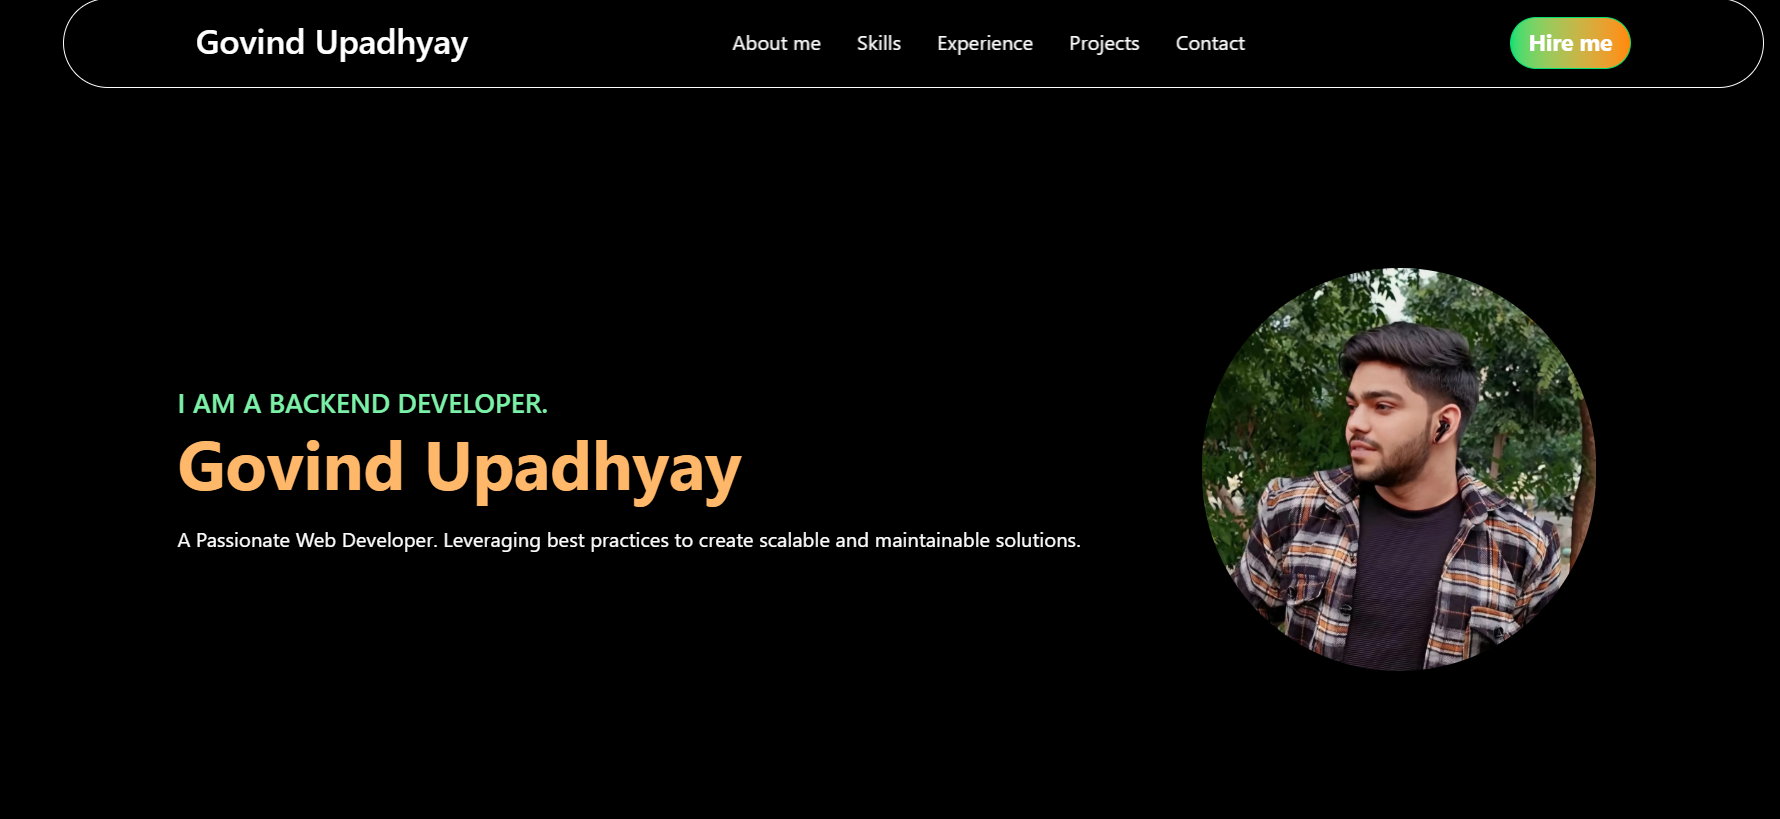 Govind Upadhyay
About me Skills Experience Projects Contact
Hire me
I AM A BACKEND DEVELOPER.
Govind Upadhyay
A Passionate Web Developer. Leveraging best practices to create scalable and maintainable solutions.